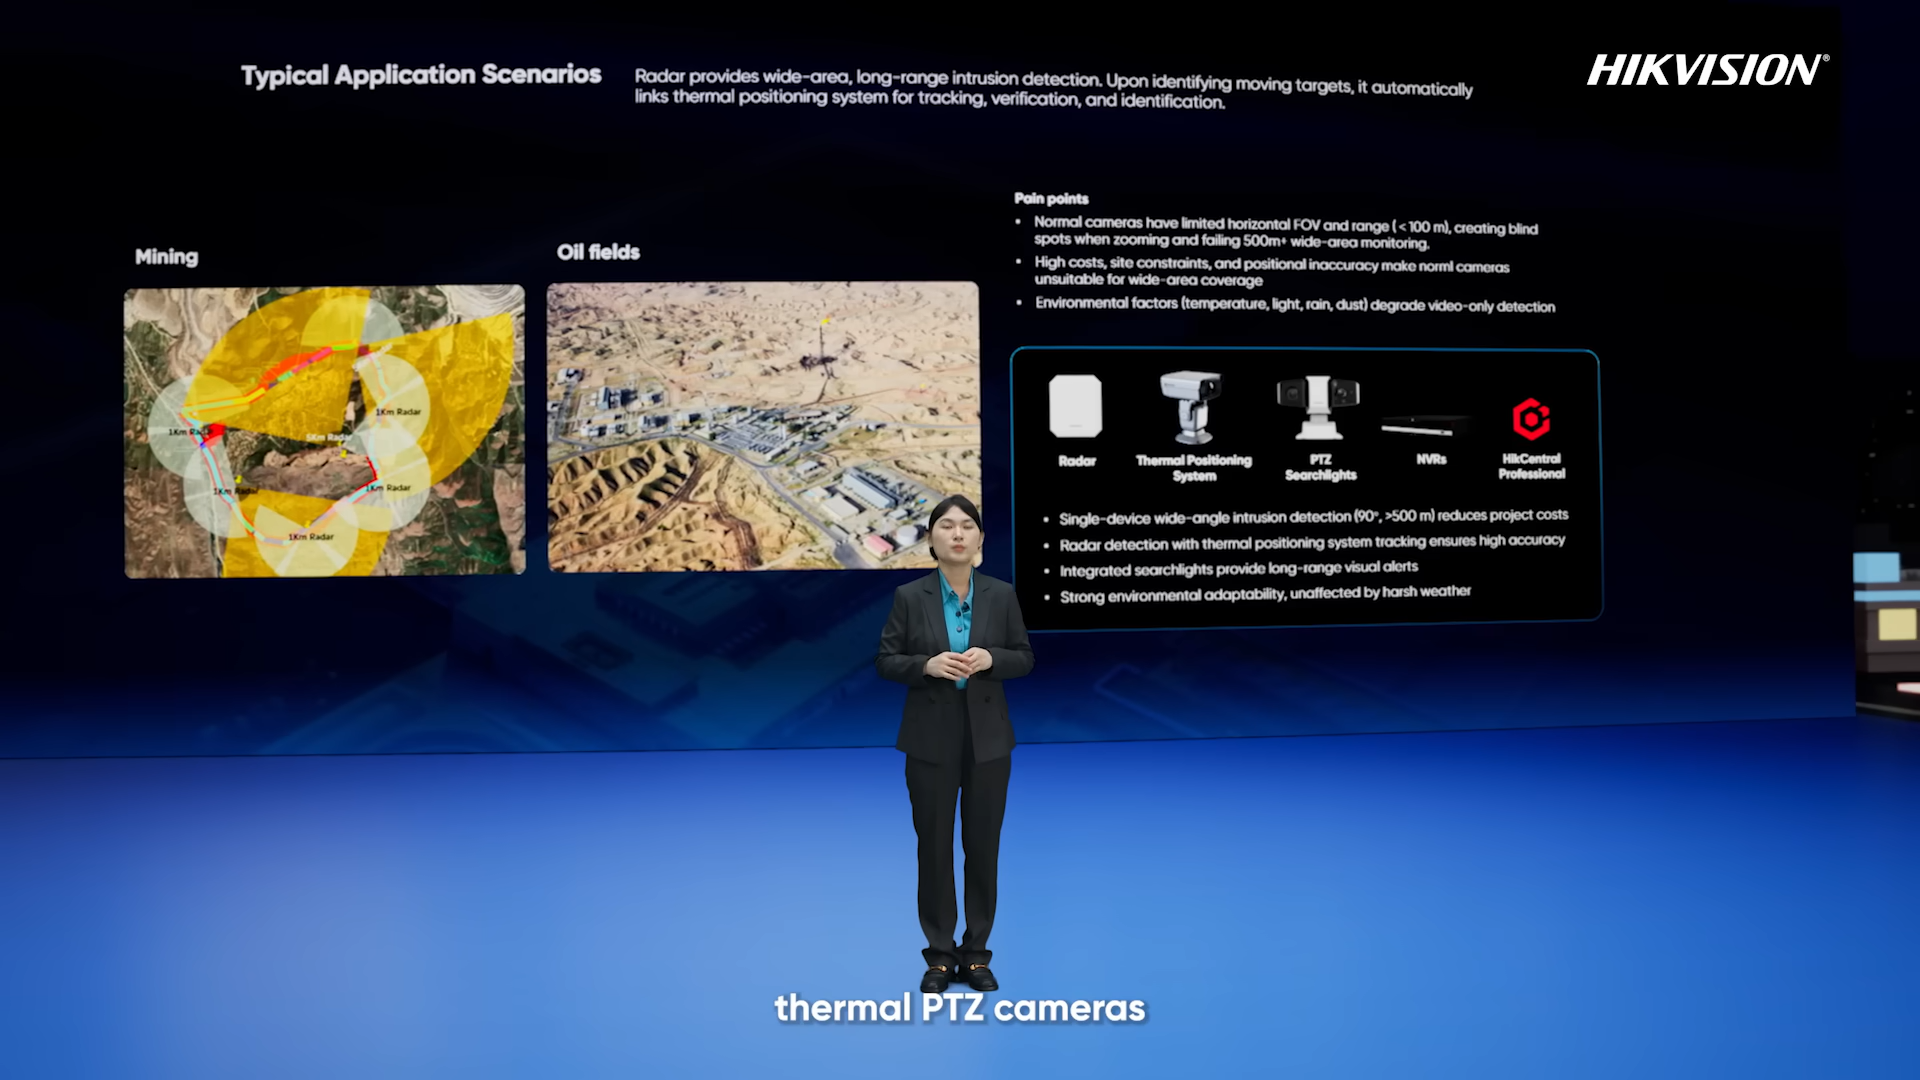 Typical Application Scenarios
Radar provides wide-area, long-range intrusion detection. Upon identifying moving targets, it automatically
links thermal positioning system for tracking, verification, and identification.
HIKVISION®
Mining
1Km Radar
1Km Radar
5Km Radar
1Km Radar
1Km Radar
1Km Radar
Oil fields
Pain points
• Normal cameras have limited horizontal FOV and range ( < 100 m), creating blind
spots when zooming and failing 500m+ wide-area monitoring.
• High costs, site constraints, and positional inaccuracy make norml cameras
unsuitable for wide-area coverage
• Environmental factors (temperature, light, rain, dust) degrade video-only detection
Radar
Thermal Positioning
System
PTZ
Searchlights
NVRs
HikCentral
Professional
• Single-device wide-angle intrusion detection (90°, >500 m) reduces project costs
• Radar detection with thermal positioning system tracking ensures high accuracy
• Integrated searchlights provide long-range visual alerts
• Strong environmental adaptability, unaffected by harsh weather
thermal PTZ cameras